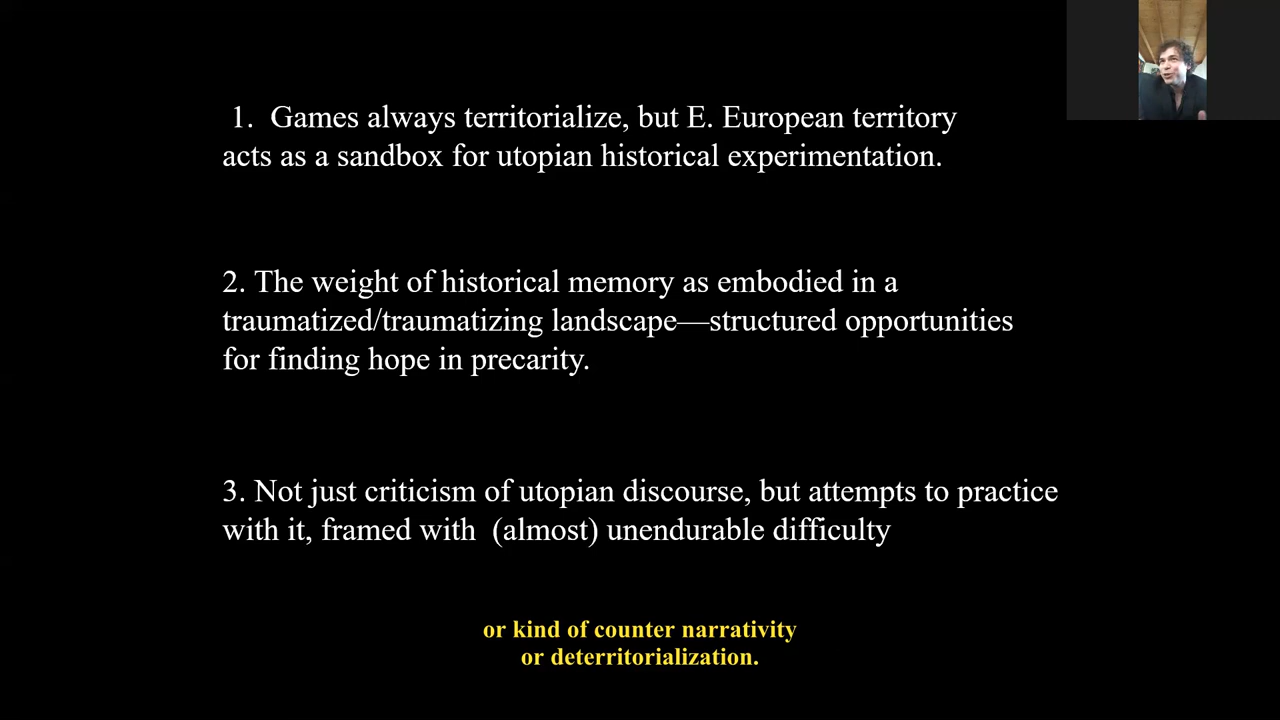 1. Games always territorialize, but E. European territory
acts as a sandbox for utopian historical experimentation.
2. The weight of historical memory as embodied in a
traumatized/traumatizing landscape—structured opportunities
for finding hope in precarity.
3. Not just criticism of utopian discourse, but attempts to practice
with it, framed with (almost) unendurable difficulty
or kind of counter narrativity
or deterritorialization.